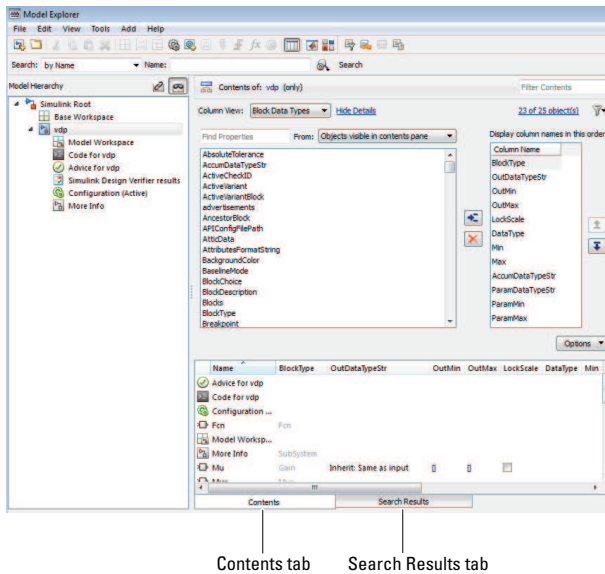 Model Explorer
File Edit View Tools Add Help
Search: by Name Name: Search
Model Hierarchy
Simulink Root
Base Workspace
vdp
Model Workspace
Code for vdp
Advice for vdp
Simulink Design Verifier results
Configuration (Active)
More Info
Contents of: vdp (only)
Filter Contents
Column View: Block Data Types Hide Details
23 of 25 object(s)
Find Properties
From: Objects visible in contents pane
AbsoluteTolerance
AccumDataTypeStr
ActiveCheckID
ActiveVariant
ActiveVariantBlock
advertisements
AncestorBlock
APIConfigFilePath
AtticData
AttributesFormatString
BackgroundColor
BaselineMode
BlockChoice
BlockDescription
Blocks
BlockType
Breakpoint
Display column names in this order
Column Name
BlockType
OutDataTypeStr
OutMin
OutMax
LockScale
DataType
Min
Max
AccumDataTypeStr
ParamDataTypeStr
ParamMin
ParamMax
Options
Name BlockType OutDataTypeStr OutMin OutMax LockScale DataType Min
Advice for vdp
Code for vdp
Configuration ...
Fcn Fcn
Model Worksp...
More Info SubSystem
Mu Gain Inherit: Same as input [] []
Contents Search Results
Contents tab Search Results tab